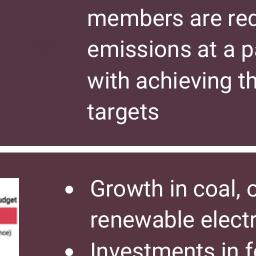 members are rec
emissions at a pa
with achieving th
targets
udget
nce)
• Growth in coal, o
renewable electr
• Investments in fo